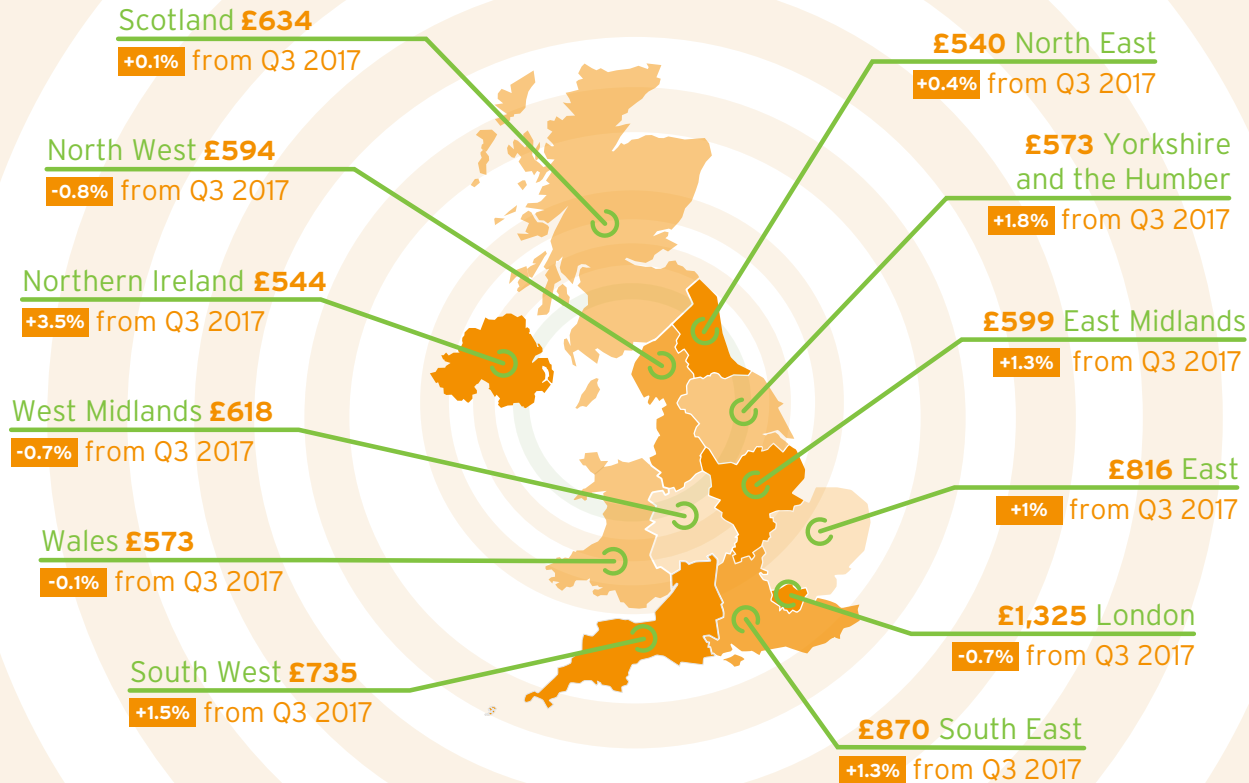 Scotland £634
+0.1% from Q3 2017
North West £594
-0.8% from Q3 2017
Northern Ireland £544
+3.5% from Q3 2017
West Midlands £618
-0.7% from Q3 2017
Wales £573
-0.1% from Q3 2017
South West £735
+1.5% from Q3 2017
£540 North East
+0.4% from Q3 2017
£573 Yorkshire
and the Humber
+1.8% from Q3 2017
£599 East Midlands
+1.3% from Q3 2017
£816 East
+1% from Q3 2017
£1,325 London
-0.7% from Q3 2017
£870 South East
+1.3% from Q3 2017